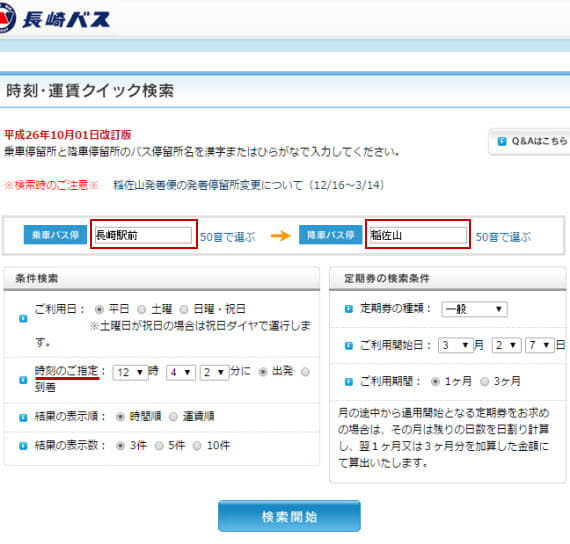 長崎バス
時刻・運賃クイック検索
平成26年10月01日改訂版
乗車停留所と降車停留所のバス停留所名を漢字またはひらがなで入力してください。
Q&Aはこちら
※検索時のご注意※ 稲佐山発着便の発着停留所変更について（12/16～3/14）
乗車バス停 長崎駅前 50音で選ぶ 降車バス停 稲佐山 50音で選ぶ
条件検索
ご利用日： 平日 土曜 日曜・祝日
※土曜日が祝日の場合は祝日ダイヤで運行しま
す。
時刻のご指定： 12 時 4 2 分に 出発
到着
結果の表示順： 時間順 運賃順
結果の表示数： 3件 5件 10件
定期券の検索条件
定期券の種類： 一般
ご利用開始日： 3 月 2 7 日
ご利用期間： 1ヶ月 3ヶ月
月の途中から通用開始となる定期券をお求め
の場合は、その月は残りの日数を日割り計算
し、翌１ヶ月又は３ヶ月分を加算した金額に
て算出いたします。
検索開始